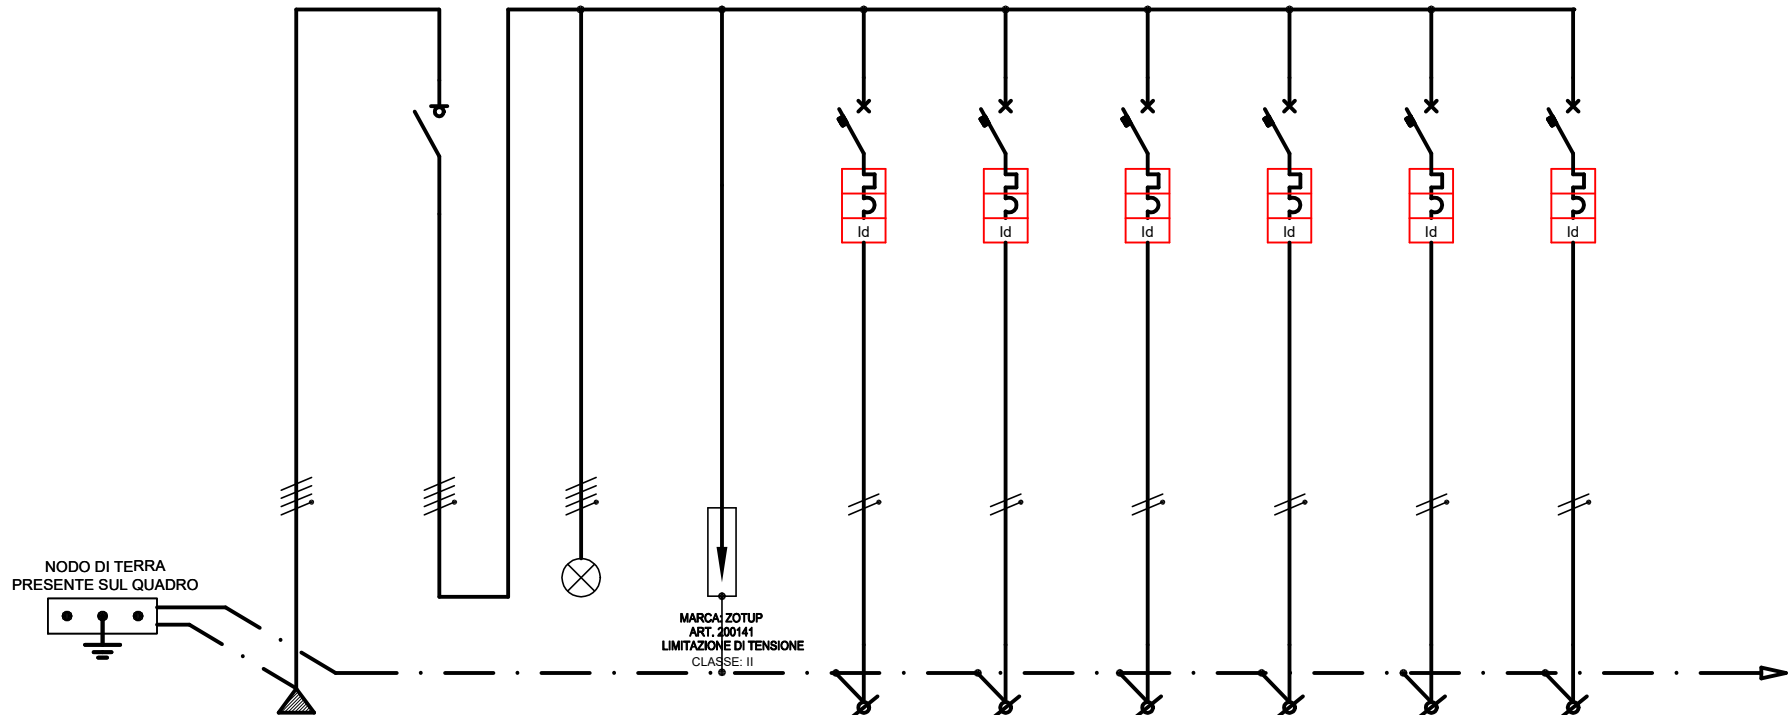 Id
Id
Id
Id
Id
Id
NODO DI TERRA
PRESENTE SUL QUADRO
MARCA: ZOTUP
ART. 200141
LIMITAZIONE DI TENSIONE
CLASSE: II